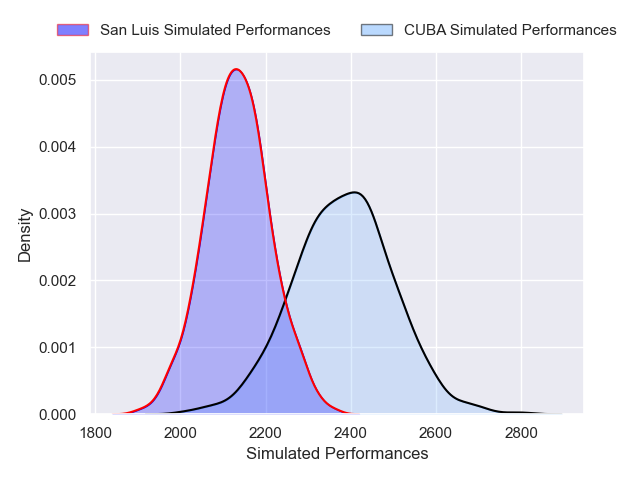 San Luis Simulated Performances CUBA Simulated Performances
0.005
0.004
0.003
0.002
0.001
0.000
Density
1800 2000 2200 2400 2600 2800
Simulated Performances